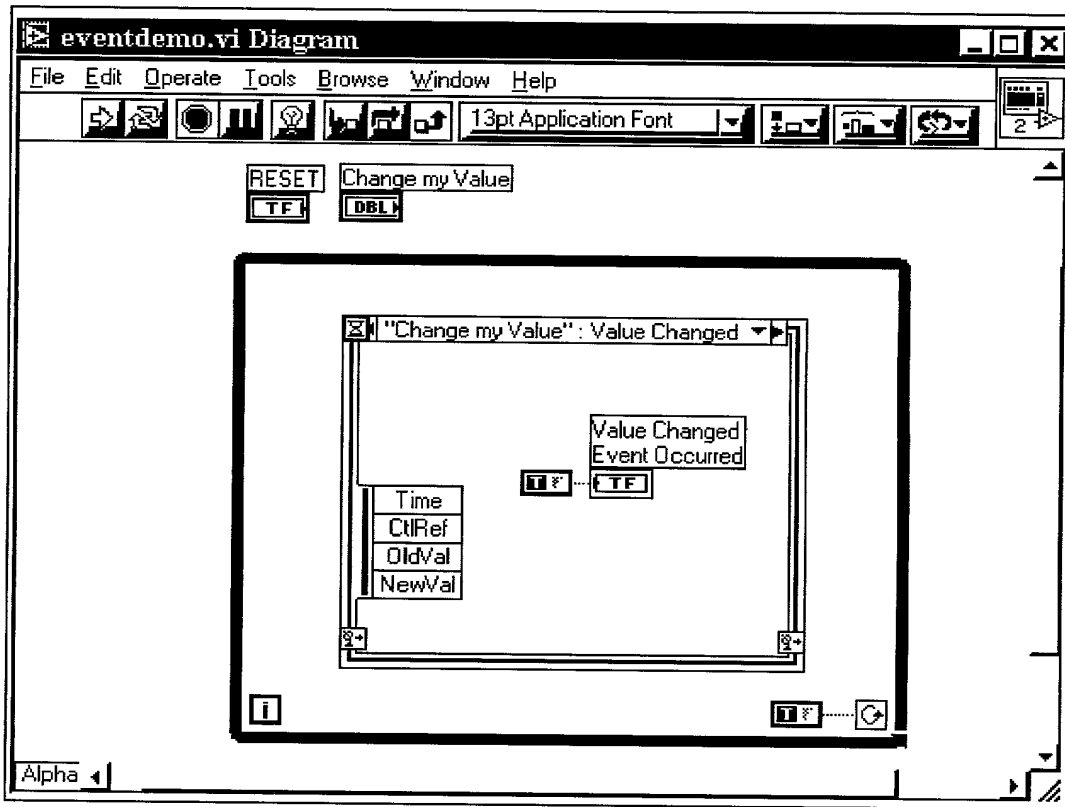 eventdemo.vi Diagram
File Edit Operate Tools Browse Window Help
13pt Application Font
2
RESET Change my Value
TF DBL
"Change my Value" : Value Changed
Value Changed
Event Occurred
T F TF
Time
CtlRef
OldVal
NewVal
i
T F
Alpha